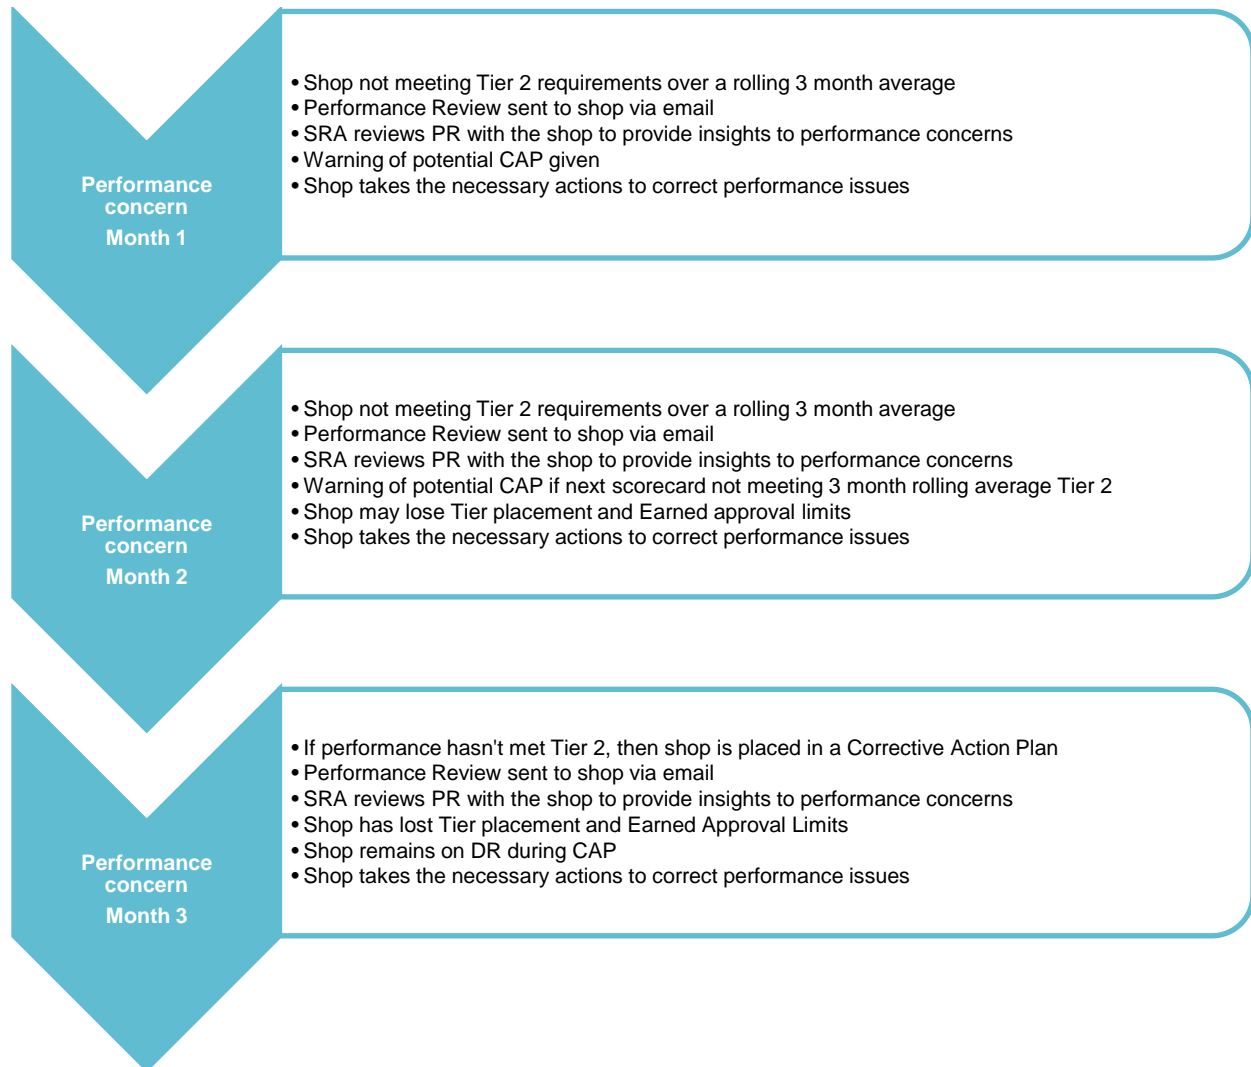 • Shop not meeting Tier 2 requirements over a rolling 3 month average
• Performance Review sent to shop via email
• SRA reviews PR with the shop to provide insights to performance concerns
• Warning of potential CAP given
• Shop takes the necessary actions to correct performance issues
Performance
concern
Month 1
• Shop not meeting Tier 2 requirements over a rolling 3 month average
• Performance Review sent to shop via email
• SRA reviews PR with the shop to provide insights to performance concerns
• Warning of potential CAP if next scorecard not meeting 3 month rolling average Tier 2
• Shop may lose Tier placement and Earned approval limits
• Shop takes the necessary actions to correct performance issues
Performance
concern
Month 2
• If performance hasn't met Tier 2, then shop is placed in a Corrective Action Plan
• Performance Review sent to shop via email
• SRA reviews PR with the shop to provide insights to performance concerns
• Shop has lost Tier placement and Earned Approval Limits
• Shop remains on DR during CAP
• Shop takes the necessary actions to correct performance issues
Performance
concern
Month 3